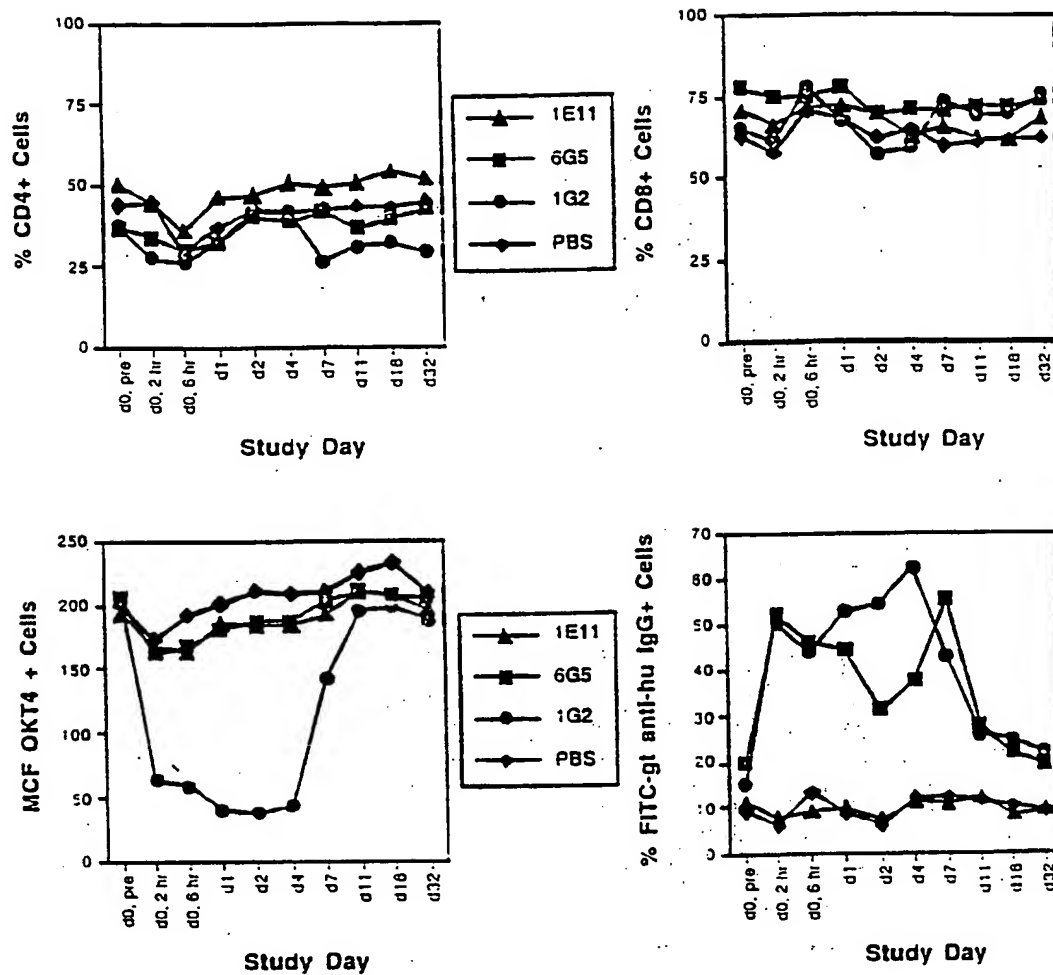 % CD4+ Cells
100
75
50
25
0
d0, pre
d0, 2 hr
d0, 6 hr
d1
d2
d4
d7
d11
d18
d32
Study Day
1E11
6G5
1G2
PBS
% CD8+ Cells
100
75
50
25
0
d0, pre
d0, 2 hr
d0, 6 hr
d1
d2
d4
d7
d11
d18
d32
Study Day
MCF OKT4 + Cells
250
200
150
100
50
0
d0, pre
d0, 2 hr
d0, 6 hr
d1
d2
d4
d7
d11
d18
d32
Study Day
1E11
6G5
1G2
PBS
% FITC-gt anti-hu IgG+ Cells
70
60
50
40
30
20
10
0
d0, pre
d0, 2 hr
d0, 6 hr
d1
d2
d4
d7
d11
d18
d32
Study Day